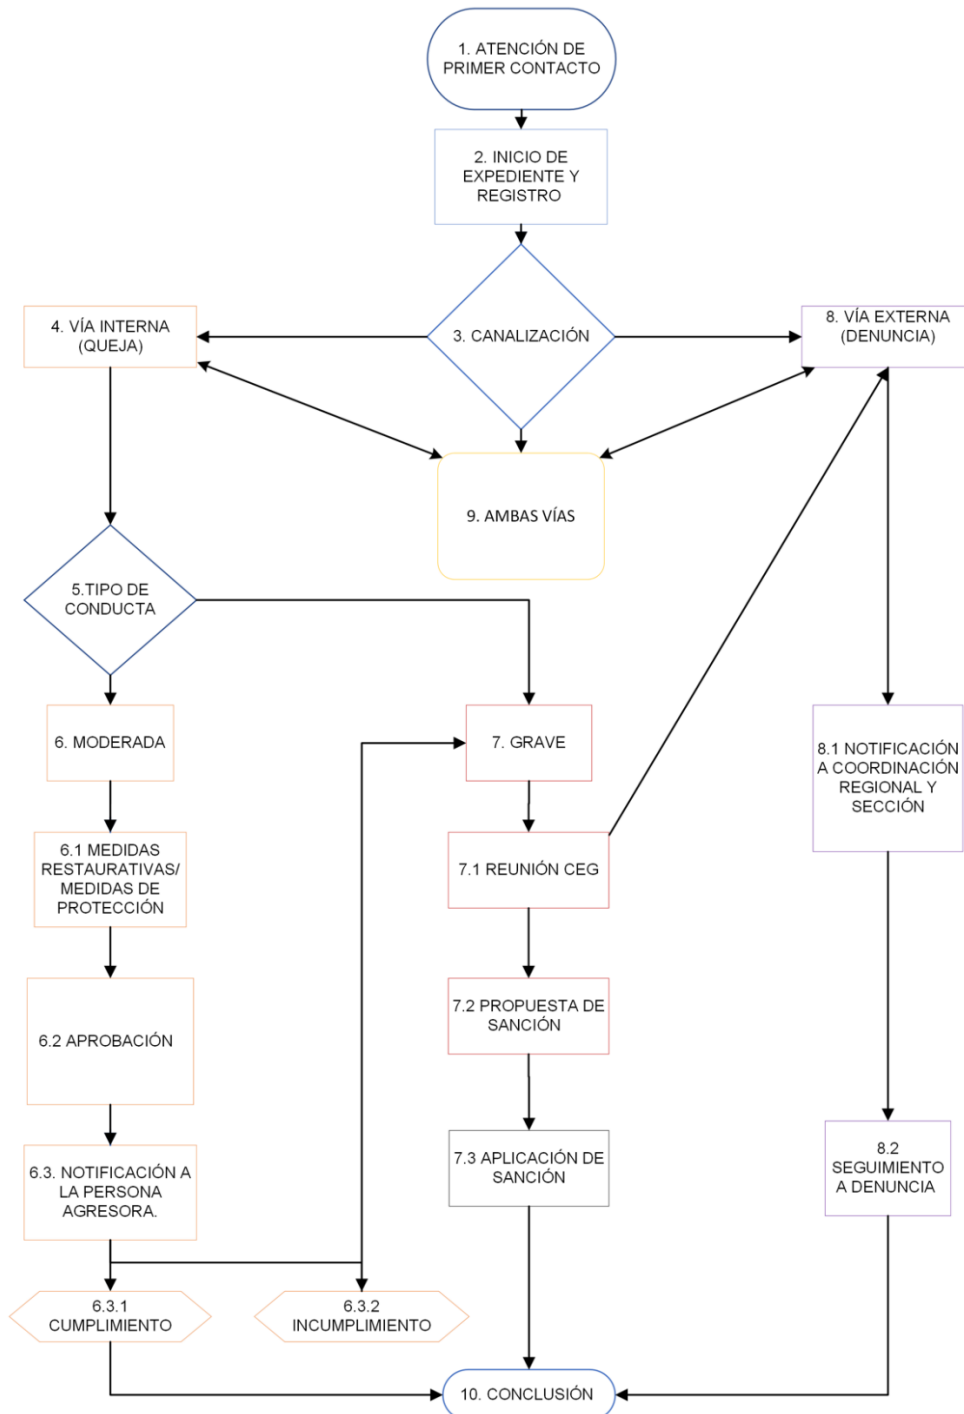 1. ATENCIÓN DE
PRIMER CONTACTO
2. INICIO DE
EXPEDIENTE Y
REGISTRO
3. CANALIZACIÓN
4. VÍA INTERNA
(QUEJA)
8. VÍA EXTERNA
(DENUNCIA)
9. AMBAS VÍAS
5.TIPO DE
CONDUCTA
6. MODERADA
7. GRAVE
8.1 NOTIFICACIÓN
A COORDINACIÓN
REGIONAL Y
SECCIÓN
6.1 MEDIDAS
RESTAURATIVAS/
MEDIDAS DE
PROTECCIÓN
7.1 REUNIÓN CEG
6.2 APROBACIÓN
7.2 PROPUESTA DE
SANCIÓN
6.3. NOTIFICACIÓN A
LA PERSONA
AGRESORA.
7.3 APLICACIÓN DE
SANCIÓN
8.2
SEGUIMIENTO
A DENUNCIA
6.3.1
CUMPLIMIENTO
6.3.2
INCUMPLIMIENTO
10. CONCLUSIÓN